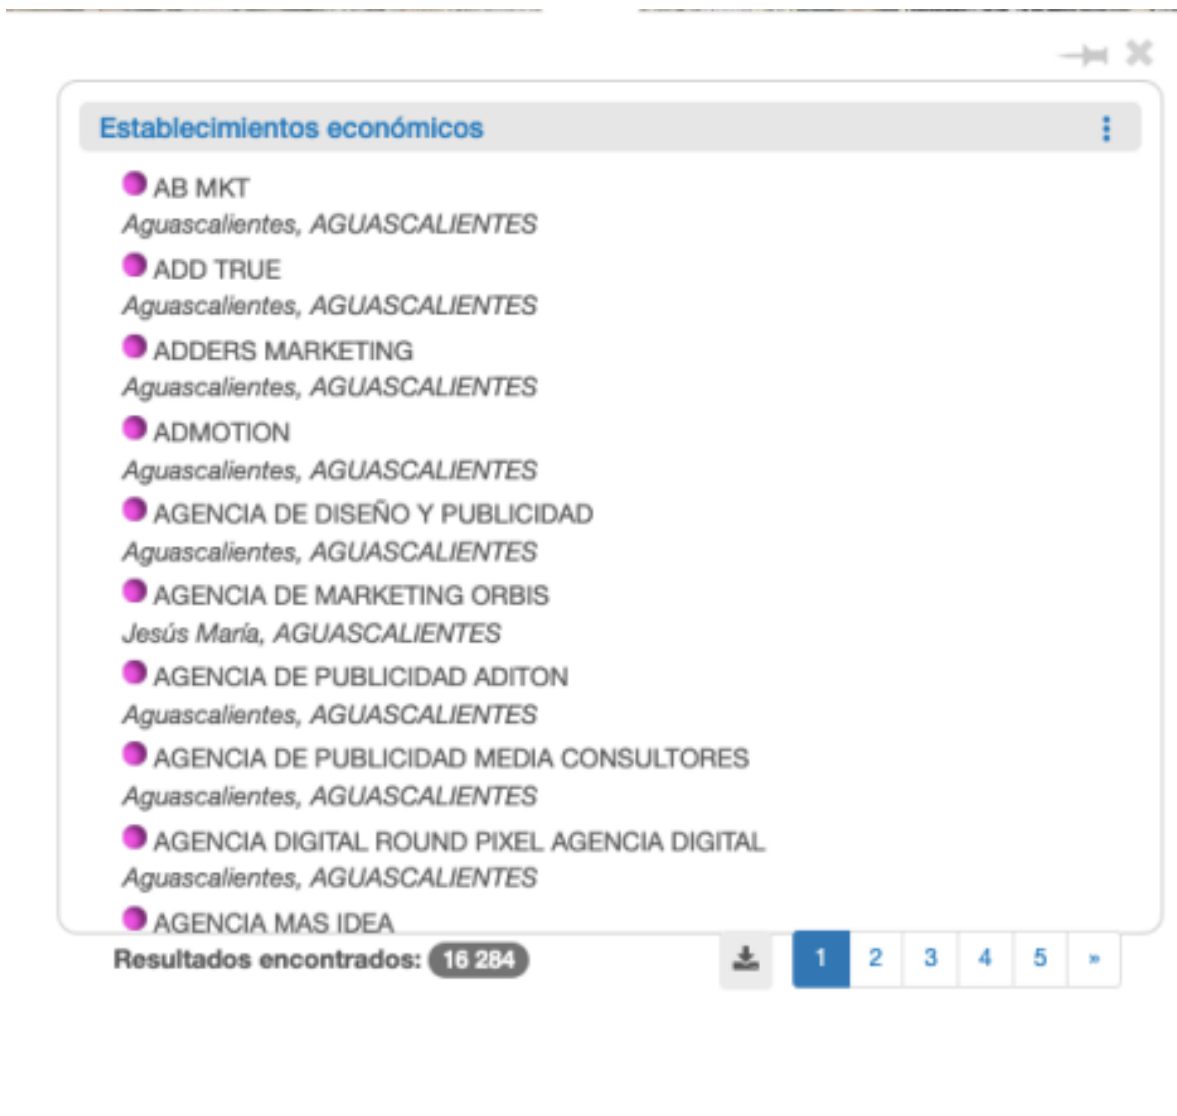 Establecimientos económicos
AB MKT
Aguascalientes, AGUASCALIENTES
ADD TRUE
Aguascalientes, AGUASCALIENTES
ADDERS MARKETING
Aguascalientes, AGUASCALIENTES
ADMOTION
Aguascalientes, AGUASCALIENTES
AGENCIA DE DISEÑO Y PUBLICIDAD
Aguascalientes, AGUASCALIENTES
AGENCIA DE MARKETING ORBIS
Jesús María, AGUASCALIENTES
AGENCIA DE PUBLICIDAD ADITON
Aguascalientes, AGUASCALIENTES
AGENCIA DE PUBLICIDAD MEDIA CONSULTORES
Aguascalientes, AGUASCALIENTES
AGENCIA DIGITAL ROUND PIXEL AGENCIA DIGITAL
Aguascalientes, AGUASCALIENTES
AGENCIA MAS IDEA
Resultados encontrados: 16 284 1 2 3 4 5 »